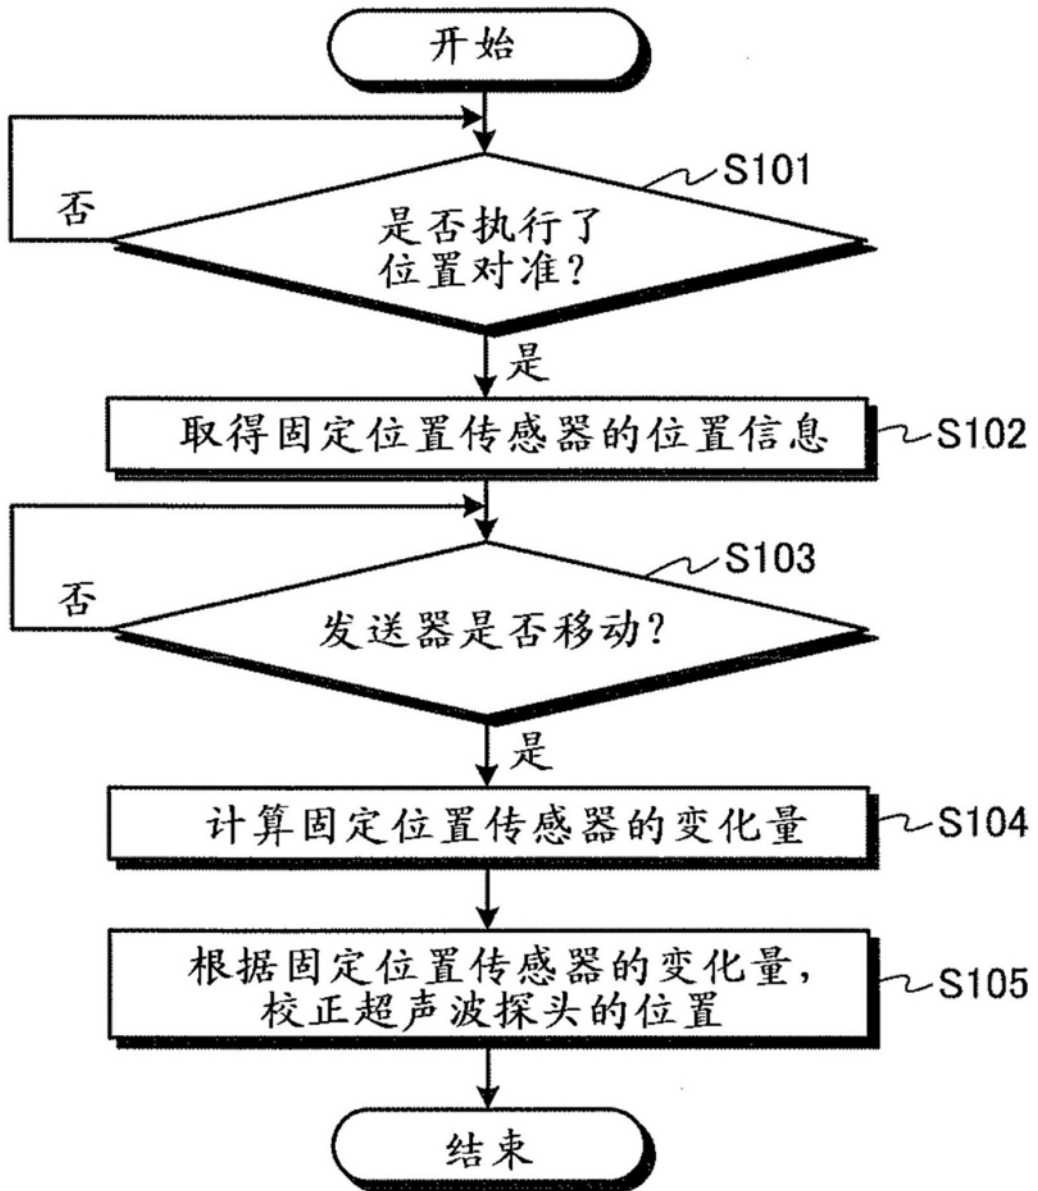 开始
S101
否
是否执行了
位置对准？
是
取得固定位置传感器的位置信息
S102
S103
否
发送器是否移动？
是
计算固定位置传感器的变化量
S104
根据固定位置传感器的变化量，
校正超声波探头的位置
S105
结束